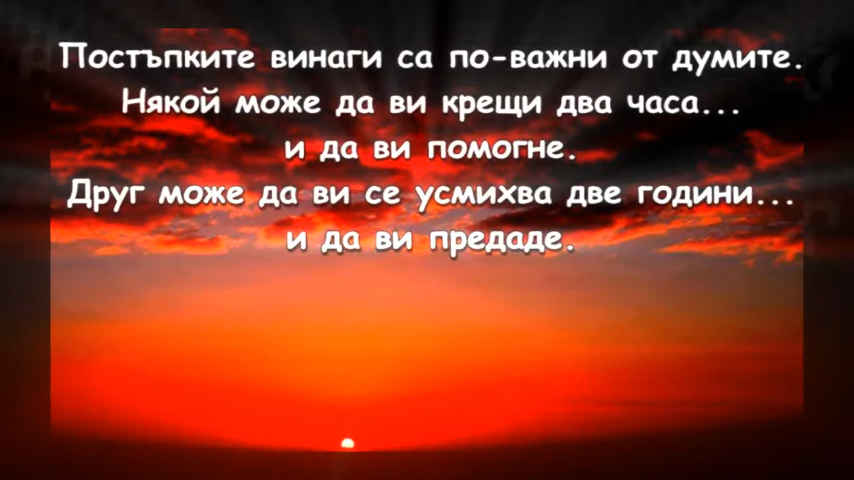 Постъпките винаги са по-важни от думите.
Някой може да ви крещи два часа...
и да ви помогне.
Друг може да ви се усмихва две години...
и да ви предаде.